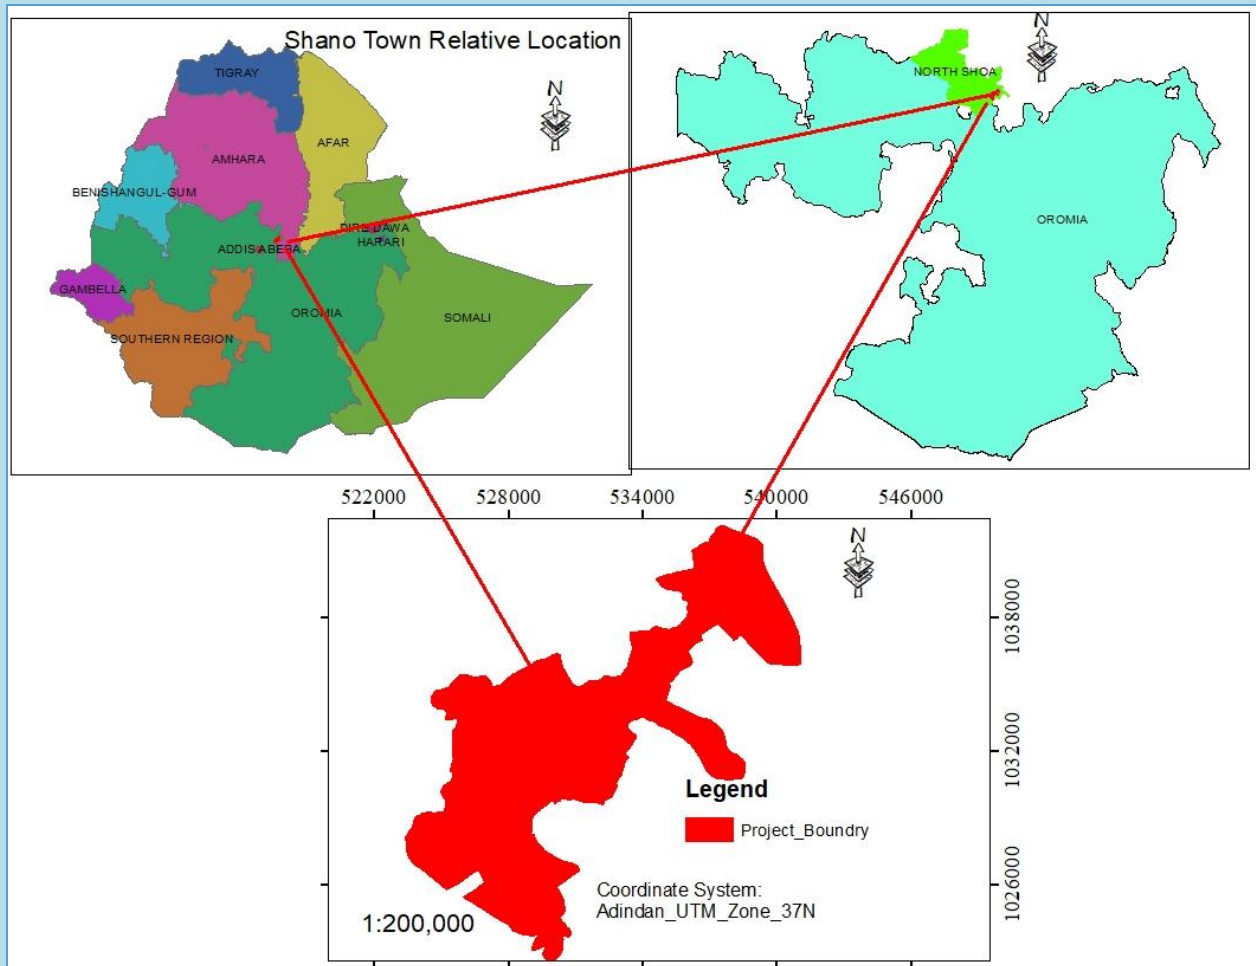 Shano Town Relative Location
N
TIGRAY
AFAR
AMHARA
BENISHANGUL-GUM
DIRE DAWA
HARARI
ADDIS ABEBA
GAMBELLA
OROMIA
SOMALI
SOUTHERN REGION
N
NORTH SHOA
OROMIA
522000 528000 534000 540000 546000
N
1038000
1032000
1026000
Legend
Project_Boundry
Coordinate System:
Adindan_UTM_Zone_37N
1:200,000